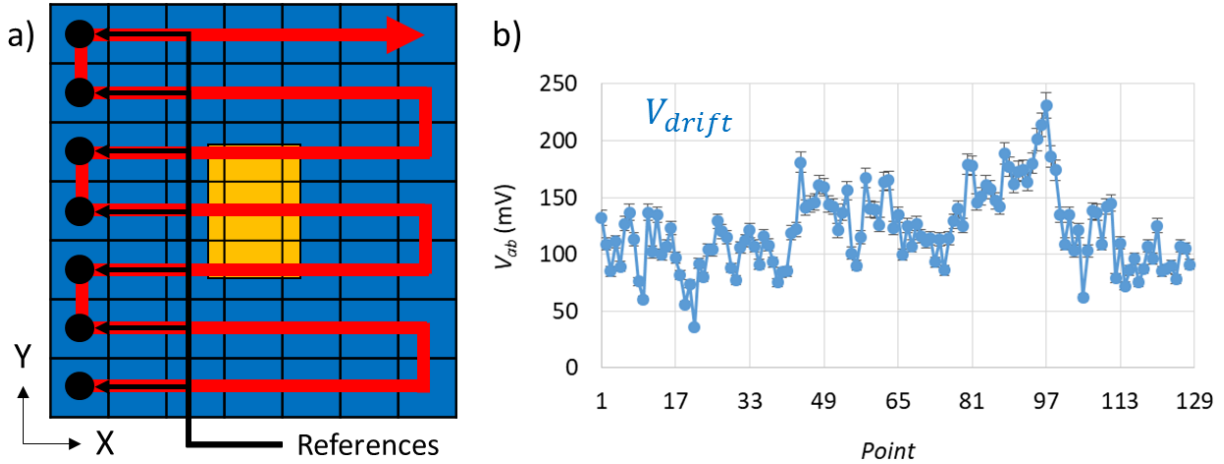 a)
Y
X
References
b)
V_drift
V_ab (mV)
250
200
150
100
50
0
1 17 33 49 65 81 97 113 129
Point